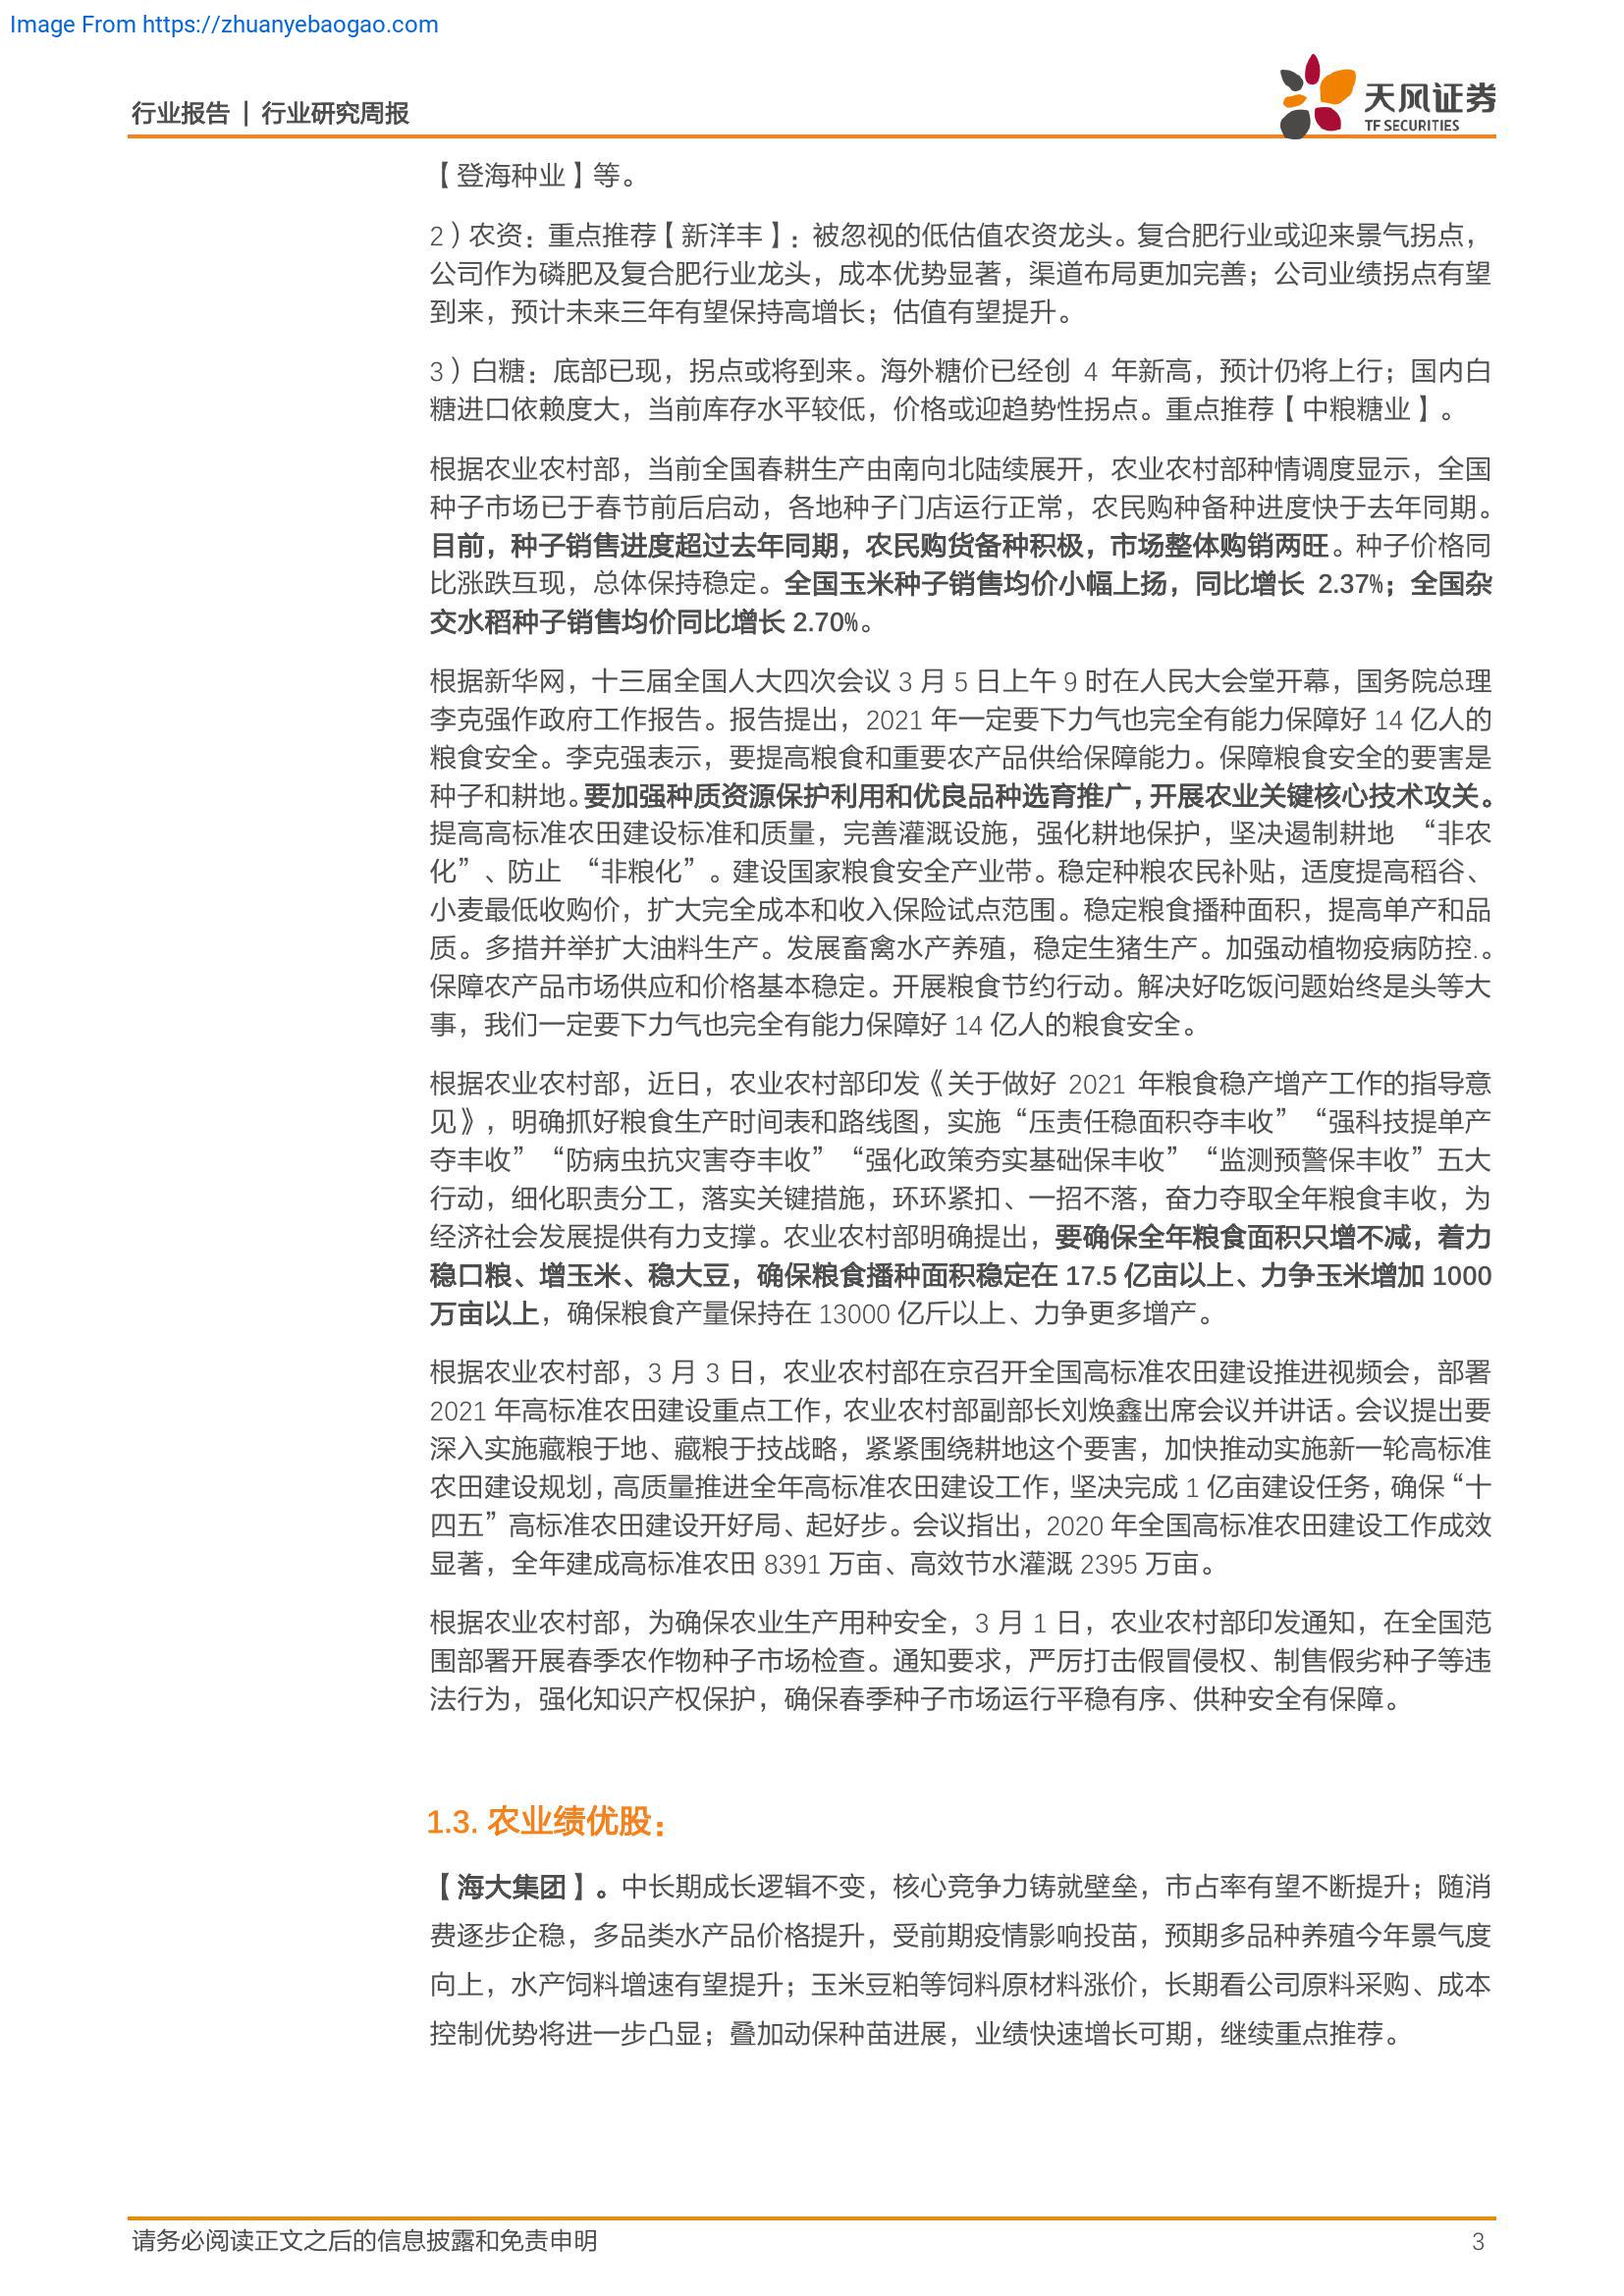 Image From https://zhuanyebaogao.com
行业报告 | 行业研究周报
天风证券
TF SECURITIES
【登海种业】等。
2）农资：重点推荐【新洋丰】：被忽视的低估值农资龙头。复合肥行业或迎来景气拐点，
公司作为磷肥及复合肥行业龙头，成本优势显著，渠道布局更加完善；公司业绩拐点有望
到来，预计未来三年有望保持高增长；估值有望提升。
3）白糖：底部已现，拐点或将到来。海外糖价已经创 4 年新高，预计仍将上行；国内白
糖进口依赖度大，当前库存水平较低，价格或迎趋势性拐点。重点推荐【中粮糖业】。
根据农业农村部，当前全国春耕生产由南向北陆续展开，农业农村部种情调度显示，全国
种子市场已于春节前后启动，各地种子门店运行正常，农民购种备种进度快于去年同期。
目前，种子销售进度超过去年同期，农民购货备种积极，市场整体购销两旺。种子价格同
比涨跌互现，总体保持稳定。全国玉米种子销售均价小幅上扬，同比增长 2.37%；全国杂
交水稻种子销售均价同比增长 2.70%。
根据新华网，十三届全国人大四次会议 3 月 5 日上午 9 时在人民大会堂开幕，国务院总理
李克强作政府工作报告。报告提出，2021 年一定要下力气也完全有能力保障好 14 亿人的
粮食安全。李克强表示，要提高粮食和重要农产品供给保障能力。保障粮食安全的要害是
种子和耕地。要加强种质资源保护利用和优良品种选育推广，开展农业关键核心技术攻关。
提高高标准农田建设标准和质量，完善灌溉设施，强化耕地保护，坚决遏制耕地 “非农
化”、防止 “非粮化”。建设国家粮食安全产业带。稳定种粮农民补贴，适度提高稻谷、
小麦最低收购价，扩大完全成本和收入保险试点范围。稳定粮食播种面积，提高单产和品
质。多措并举扩大油料生产。发展畜禽水产养殖，稳定生猪生产。加强动植物疫病防控.。
保障农产品市场供应和价格基本稳定。开展粮食节约行动。解决好吃饭问题始终是头等大
事，我们一定要下力气也完全有能力保障好 14 亿人的粮食安全。
根据农业农村部，近日，农业农村部印发《关于做好 2021 年粮食稳产增产工作的指导意
见》，明确抓好粮食生产时间表和路线图，实施“压责任稳面积夺丰收”“强科技提单产
夺丰收”“防病虫抗灾害夺丰收”“强化政策夯实基础保丰收”“监测预警保丰收”五大
行动，细化职责分工，落实关键措施，环环紧扣、一招不落，奋力夺取全年粮食丰收，为
经济社会发展提供有力支撑。农业农村部明确提出，要确保全年粮食面积只增不减，着力
稳口粮、增玉米、稳大豆，确保粮食播种面积稳定在 17.5 亿亩以上、力争玉米增加 1000
万亩以上，确保粮食产量保持在 13000 亿斤以上、力争更多增产。
根据农业农村部，3 月 3 日，农业农村部在京召开全国高标准农田建设推进视频会，部署
2021 年高标准农田建设重点工作，农业农村部副部长刘焕鑫出席会议并讲话。会议提出要
深入实施藏粮于地、藏粮于技战略，紧紧围绕耕地这个要害，加快推动实施新一轮高标准
农田建设规划，高质量推进全年高标准农田建设工作，坚决完成 1 亿亩建设任务，确保“十
四五”高标准农田建设开好局、起好步。会议指出，2020 年全国高标准农田建设工作成效
显著，全年建成高标准农田 8391 万亩、高效节水灌溉 2395 万亩。
根据农业农村部，为确保农业生产用种安全，3 月 1 日，农业农村部印发通知，在全国范
围部署开展春季农作物种子市场检查。通知要求，严厉打击假冒侵权、制售假劣种子等违
法行为，强化知识产权保护，确保春季种子市场运行平稳有序、供种安全有保障。
1.3. 农业绩优股：
【海大集团】。中长期成长逻辑不变，核心竞争力铸就壁垒，市占率有望不断提升；随消
费逐步企稳，多品类水产品价格提升，受前期疫情影响投苗，预期多品种养殖今年景气度
向上，水产饲料增速有望提升；玉米豆粕等饲料原材料涨价，长期看公司原料采购、成本
控制优势将进一步凸显；叠加动保种苗进展，业绩快速增长可期，继续重点推荐。
请务必阅读正文之后的信息披露和免责申明
3